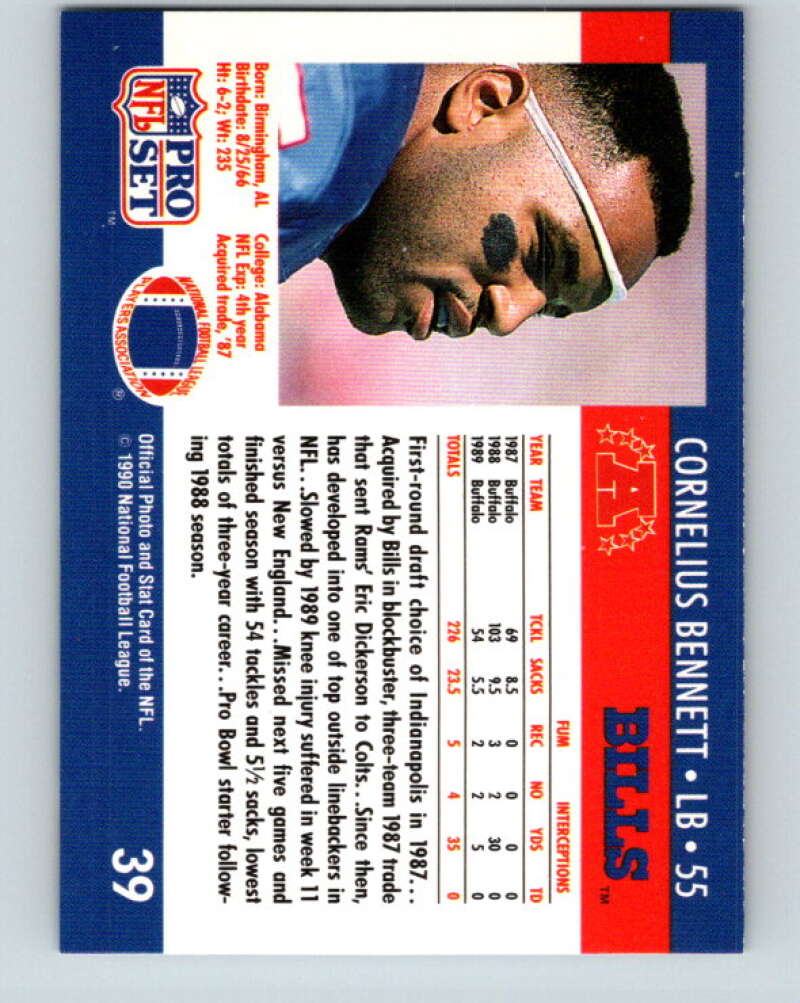 CORNELIUS BENNETT • LB • 55
A
BILLS™
FUM INTERCEPTIONS
YEAR TEAM TCKL SACKS REC NO YDS TD
1987 Buffalo 69 8.5 0 0 0 0
1988 Buffalo 103 9.5 3 2 30 0
1989 Buffalo 54 5.5 2 2 5 0
TOTALS 226 23.5 5 4 35 0
First-round draft choice of Indianapolis in 1987...
Acquired by Bills in blockbuster, three-team 1987 trade
that sent Rams' Eric Dickerson to Colts...Since then,
has developed into one of top outside linebackers in
NFL...Slowed by 1989 knee injury suffered in week 11
versus New England...Missed next five games and
finished season with 54 tackles and 5½ sacks, lowest
totals of three-year career...Pro Bowl starter follow-
ing 1988 season.
Born: Birmingham, AL
Birthdate: 8/25/66
Ht: 6-2; Wt: 235
College: Alabama
NFL Exp: 4th year
Acquired trade, '87
NFL PRO SET™
NATIONAL FOOTBALL LEAGUE
PLAYERS ASSOCIATION ®
Official Photo and Stat Card of the NFL.
© 1990 National Football League.
39